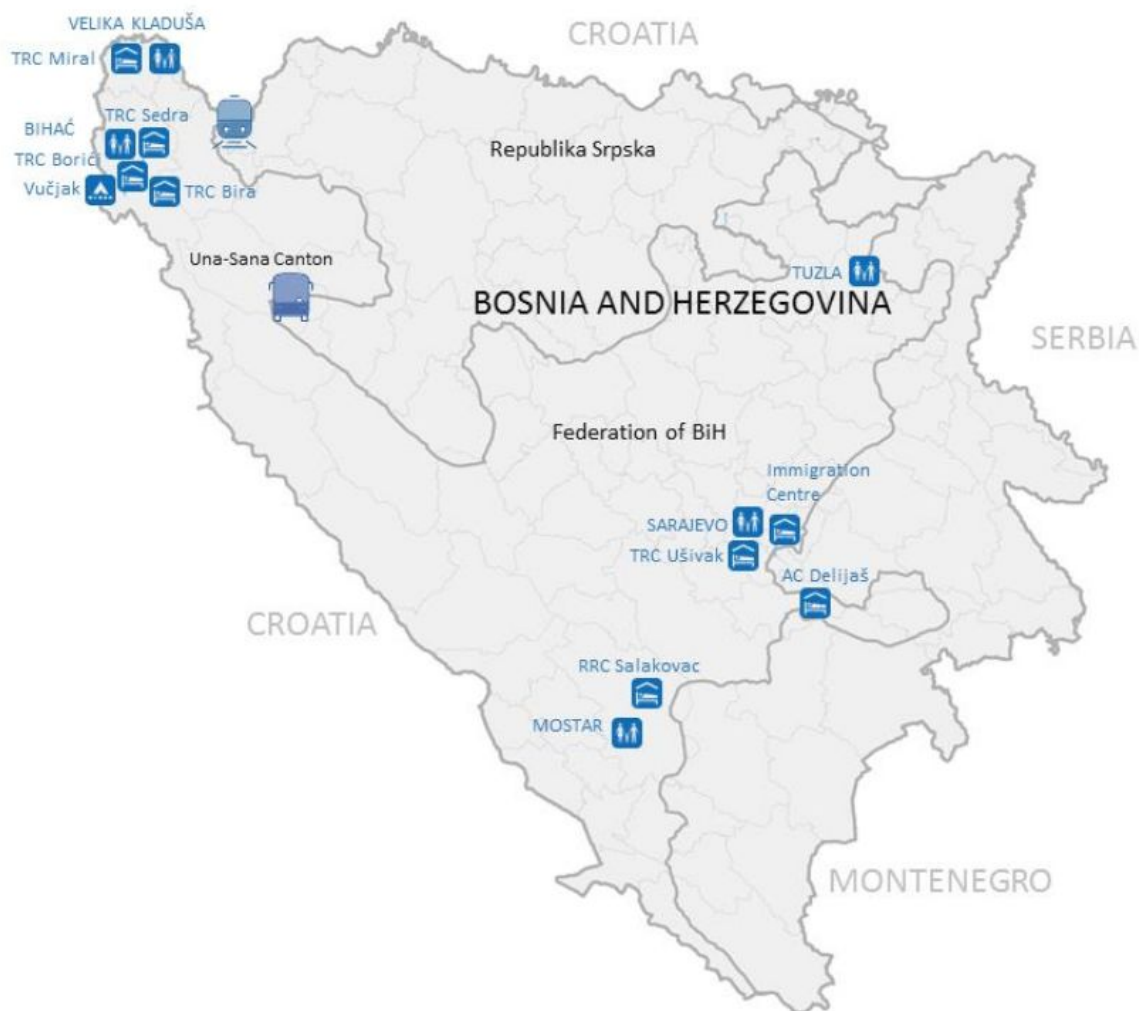 VELIKA KLADUŠA
CROATIA
TRC Miral
TRC Sedra
BIHAĆ
Republika Srpska
TRC Borići
Vučjak
TRC Bira
Una-Sana Canton
TUZLA
BOSNIA AND HERZEGOVINA
SERBIA
Federation of BiH
Immigration
Centre
SARAJEVO
TRC Ušivak
AC Delijaš
CROATIA
RRC Salakovac
MOSTAR
MONTENEGRO